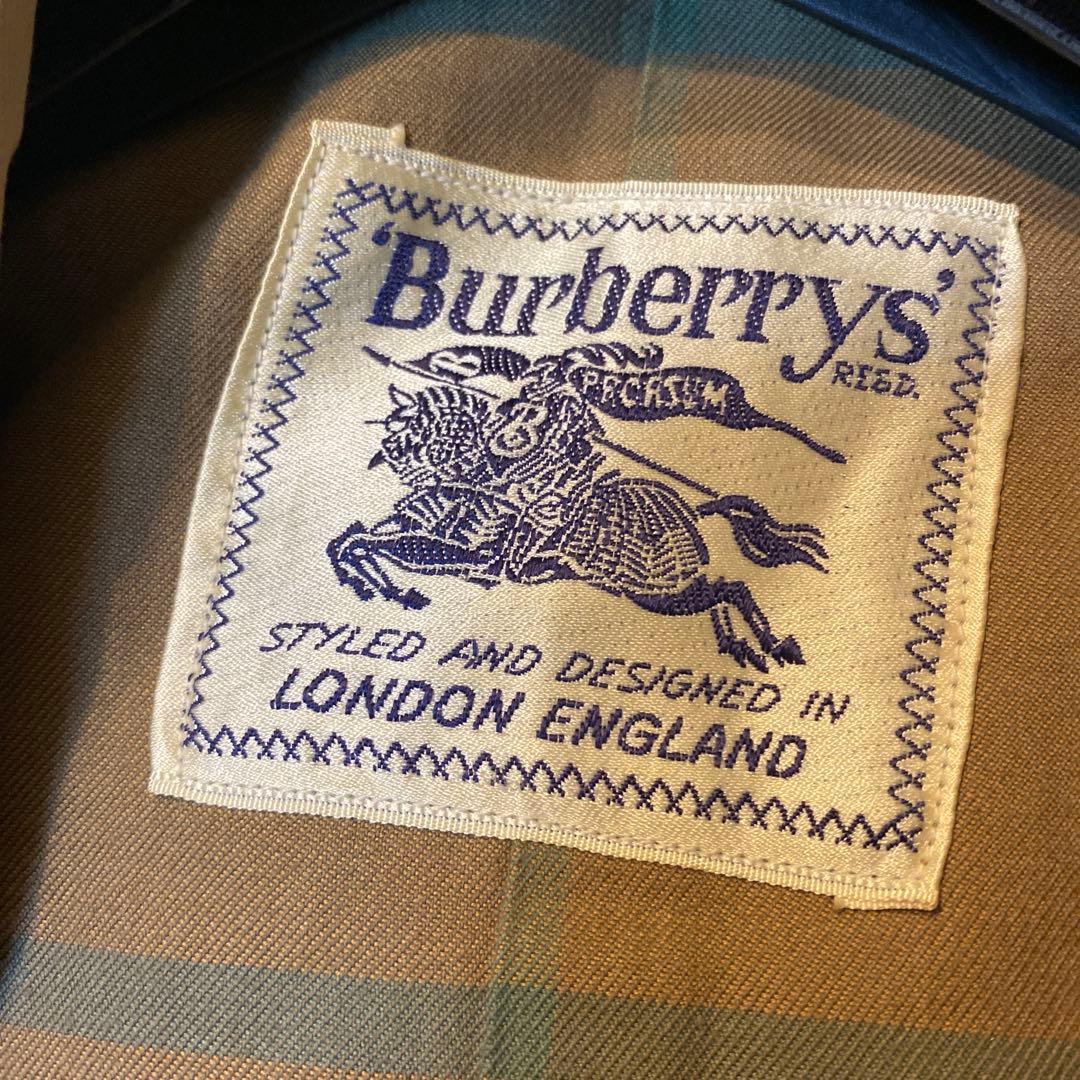 'Burberrys'
REGD.
PRORSUM
STYLED AND DESIGNED IN
LONDON ENGLAND